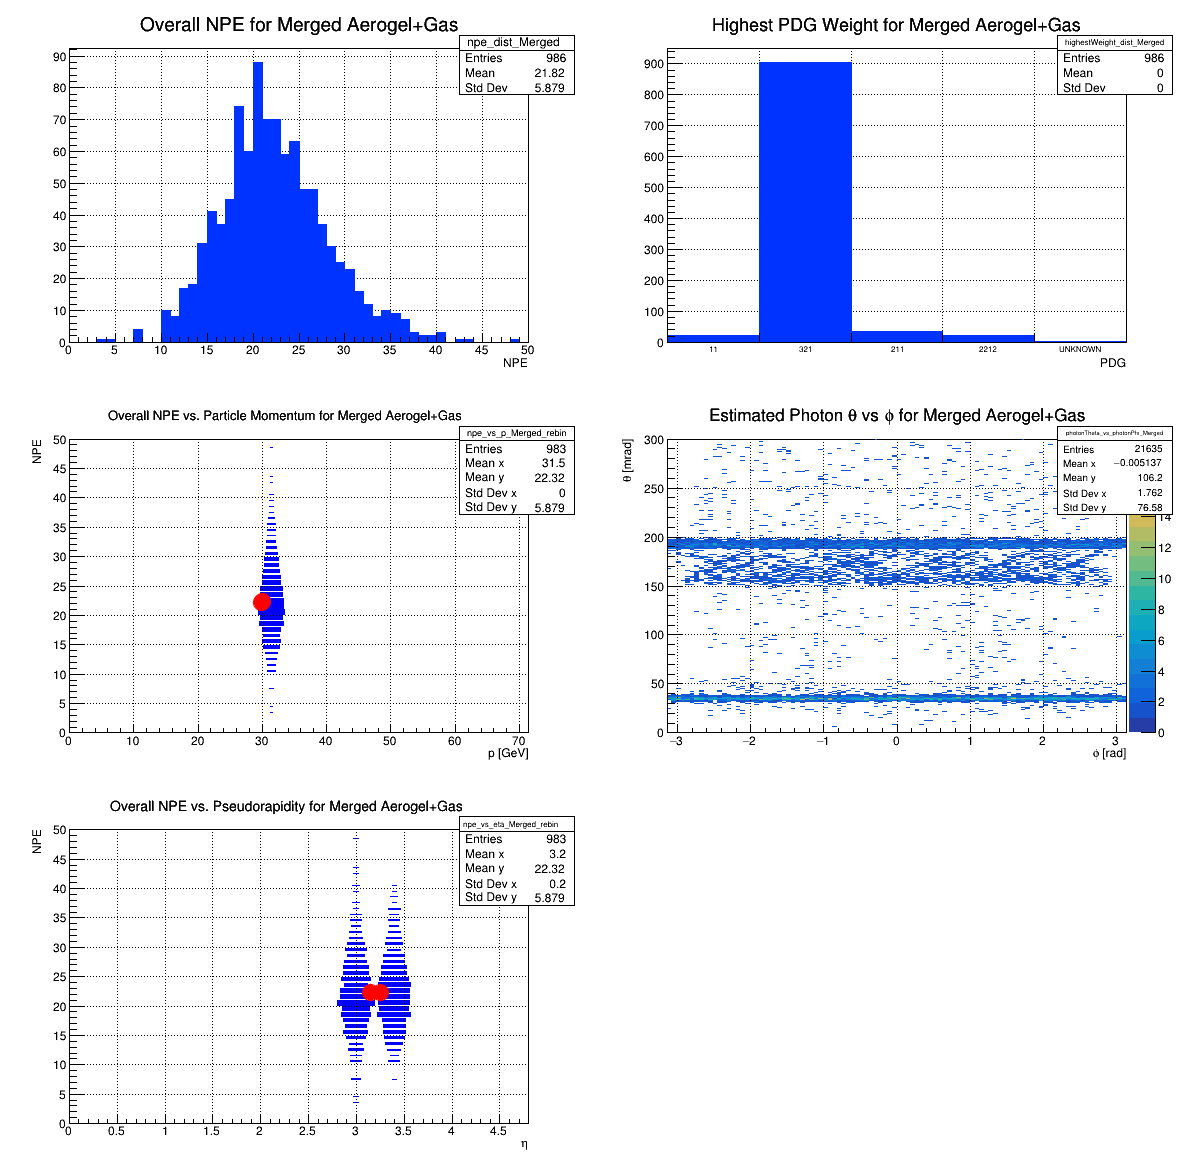 Overall NPE for Merged Aerogel+Gas
npe_dist_Merged
Entries 986
Mean 21.82
Std Dev 5.879
90
80
70
60
50
40
30
20
10
0
0 5 10 15 20 25 30 35 40 45 50
NPE
Highest PDG Weight for Merged Aerogel+Gas
highestWeight_dist_Merged
Entries 986
Mean 0
Std Dev 0
900
800
700
600
500
400
300
200
100
0
11 321 211 2212 UNKNOWN
PDG
Overall NPE vs. Particle Momentum for Merged Aerogel+Gas
npe_vs_p_Merged_rebin
Entries 983
Mean x 31.5
Mean y 22.32
Std Dev x 0
Std Dev y 5.879
NPE
50
45
40
35
30
25
20
15
10
5
0
0 10 20 30 40 50 60 70
p [GeV]
Estimated Photon θ vs ϕ for Merged Aerogel+Gas
photonTheta_vs_photonPhi_Merged
Entries 21635
Mean x −0.005137
Mean y 106.2
Std Dev x 1.762
Std Dev y 76.58
θ [mrad]
300
250
200
150
100
50
0
−3 −2 −1 0 1 2 3
ϕ [rad]
14
12
10
8
6
4
2
0
Overall NPE vs. Pseudorapidity for Merged Aerogel+Gas
npe_vs_eta_Merged_rebin
Entries 983
Mean x 3.2
Mean y 22.32
Std Dev x 0.2
Std Dev y 5.879
NPE
50
45
40
35
30
25
20
15
10
5
0
0 0.5 1 1.5 2 2.5 3 3.5 4 4.5
η